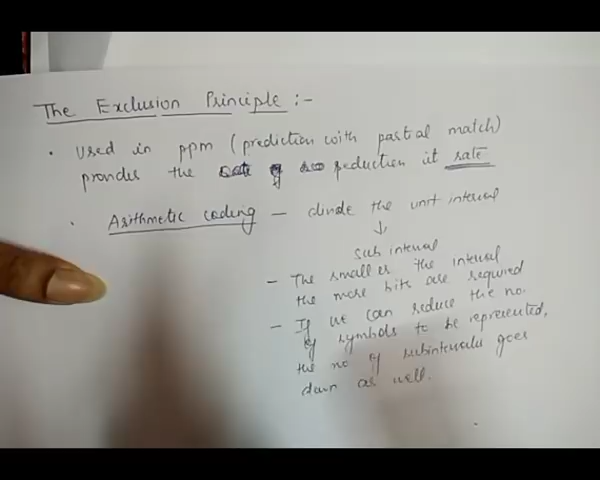 The Exclusion Principle :-
• Used in ppm (prediction with partial match)
provides the reduction in rate
• Arithmetic coding – divide the unit interval
↓
sub interval
– The smaller the interval
the more bits are required
– If we can reduce the no.
of symbols to be represented,
the no of subintervals goes
down as well.